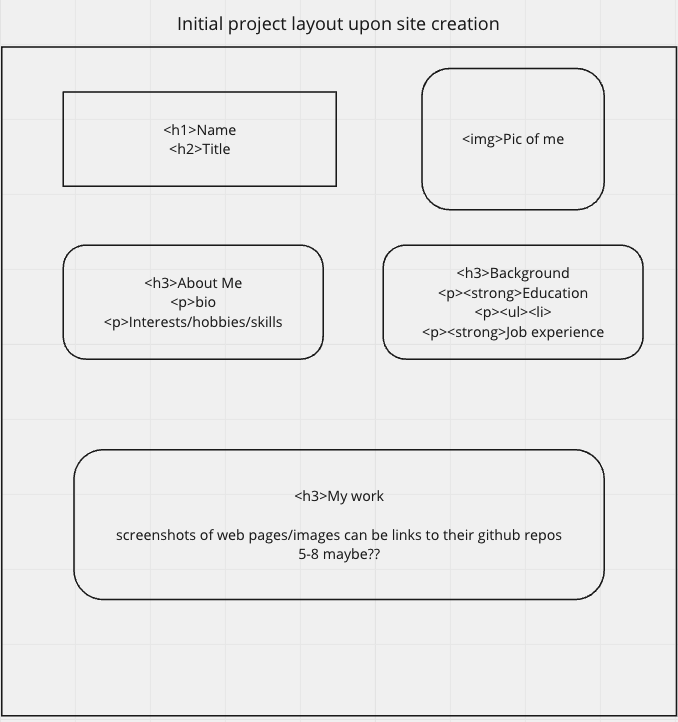 Initial project layout upon site creation
<h1>Name
<h2>Title
<img>Pic of me
<h3>About Me
<p>bio
<p>Interests/hobbies/skills
<h3>Background
<p><strong>Education
<p><ul><li>
<p><strong>Job experience
<h3>My work
screenshots of web pages/images can be links to their github repos
5-8 maybe??